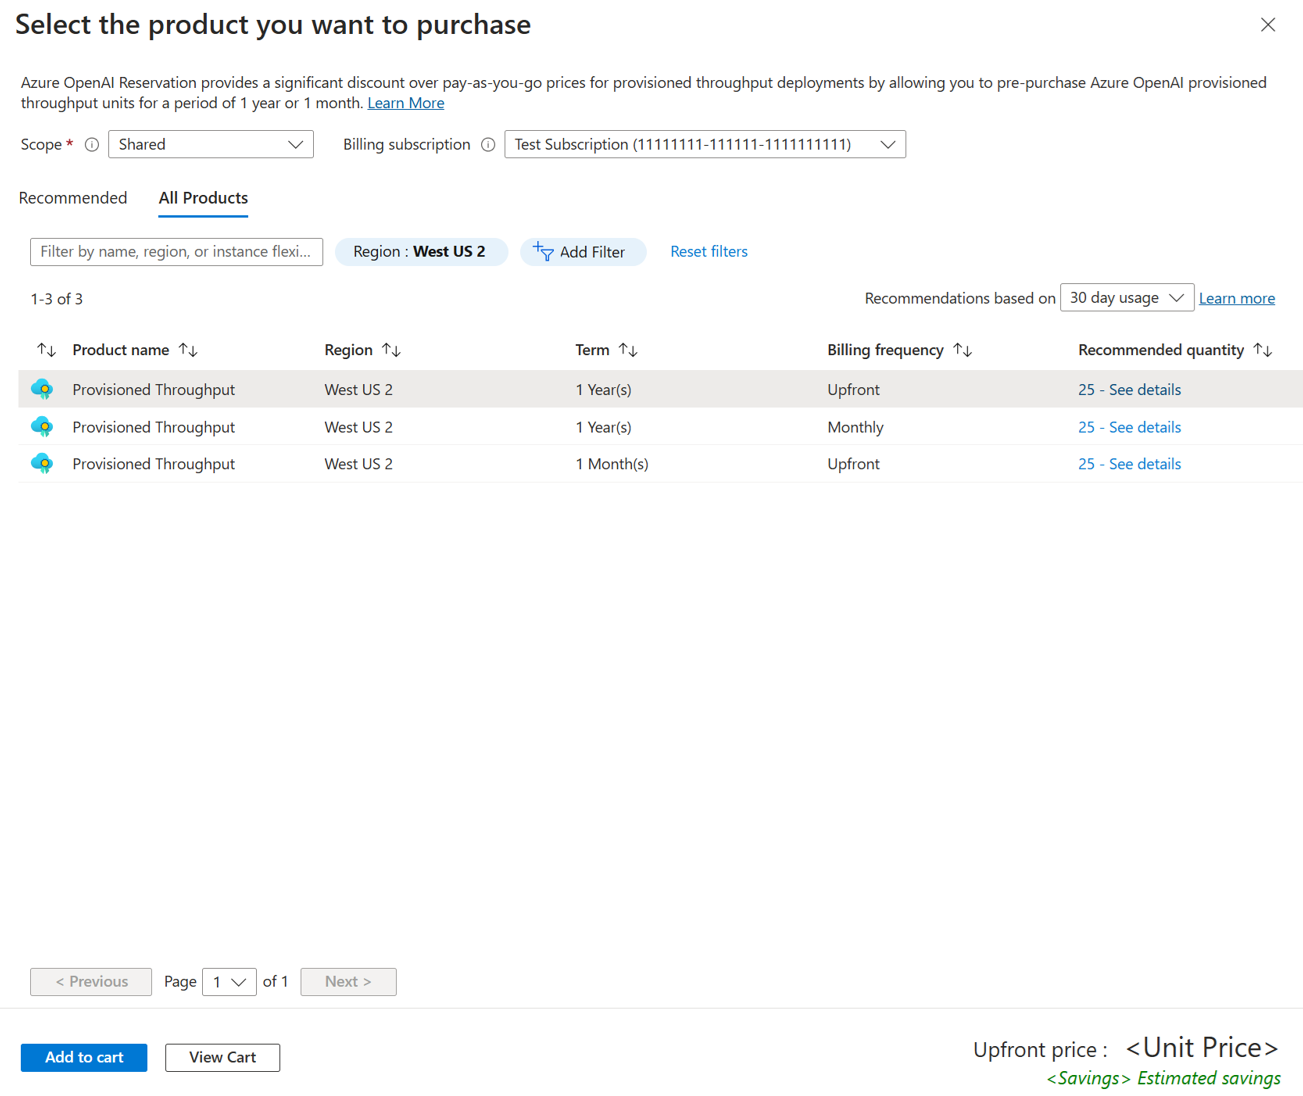 Select the product you want to purchase
Azure OpenAI Reservation provides a significant discount over pay-as-you-go prices for provisioned throughput deployments by allowing you to pre-purchase Azure OpenAI provisioned
throughput units for a period of 1 year or 1 month. Learn More
Scope * Shared Billing subscription Test Subscription (11111111-111111-1111111111)
Recommended All Products
Filter by name, region, or instance flexi... Region : West US 2 Add Filter Reset filters
1-3 of 3 Recommendations based on 30 day usage Learn more
Product name Region Term Billing frequency Recommended quantity
Provisioned Throughput West US 2 1 Year(s) Upfront 25 - See details
Provisioned Throughput West US 2 1 Year(s) Monthly 25 - See details
Provisioned Throughput West US 2 1 Month(s) Upfront 25 - See details
< Previous Page 1 of 1 Next >
Add to cart View Cart Upfront price : <Unit Price>
<Savings> Estimated savings